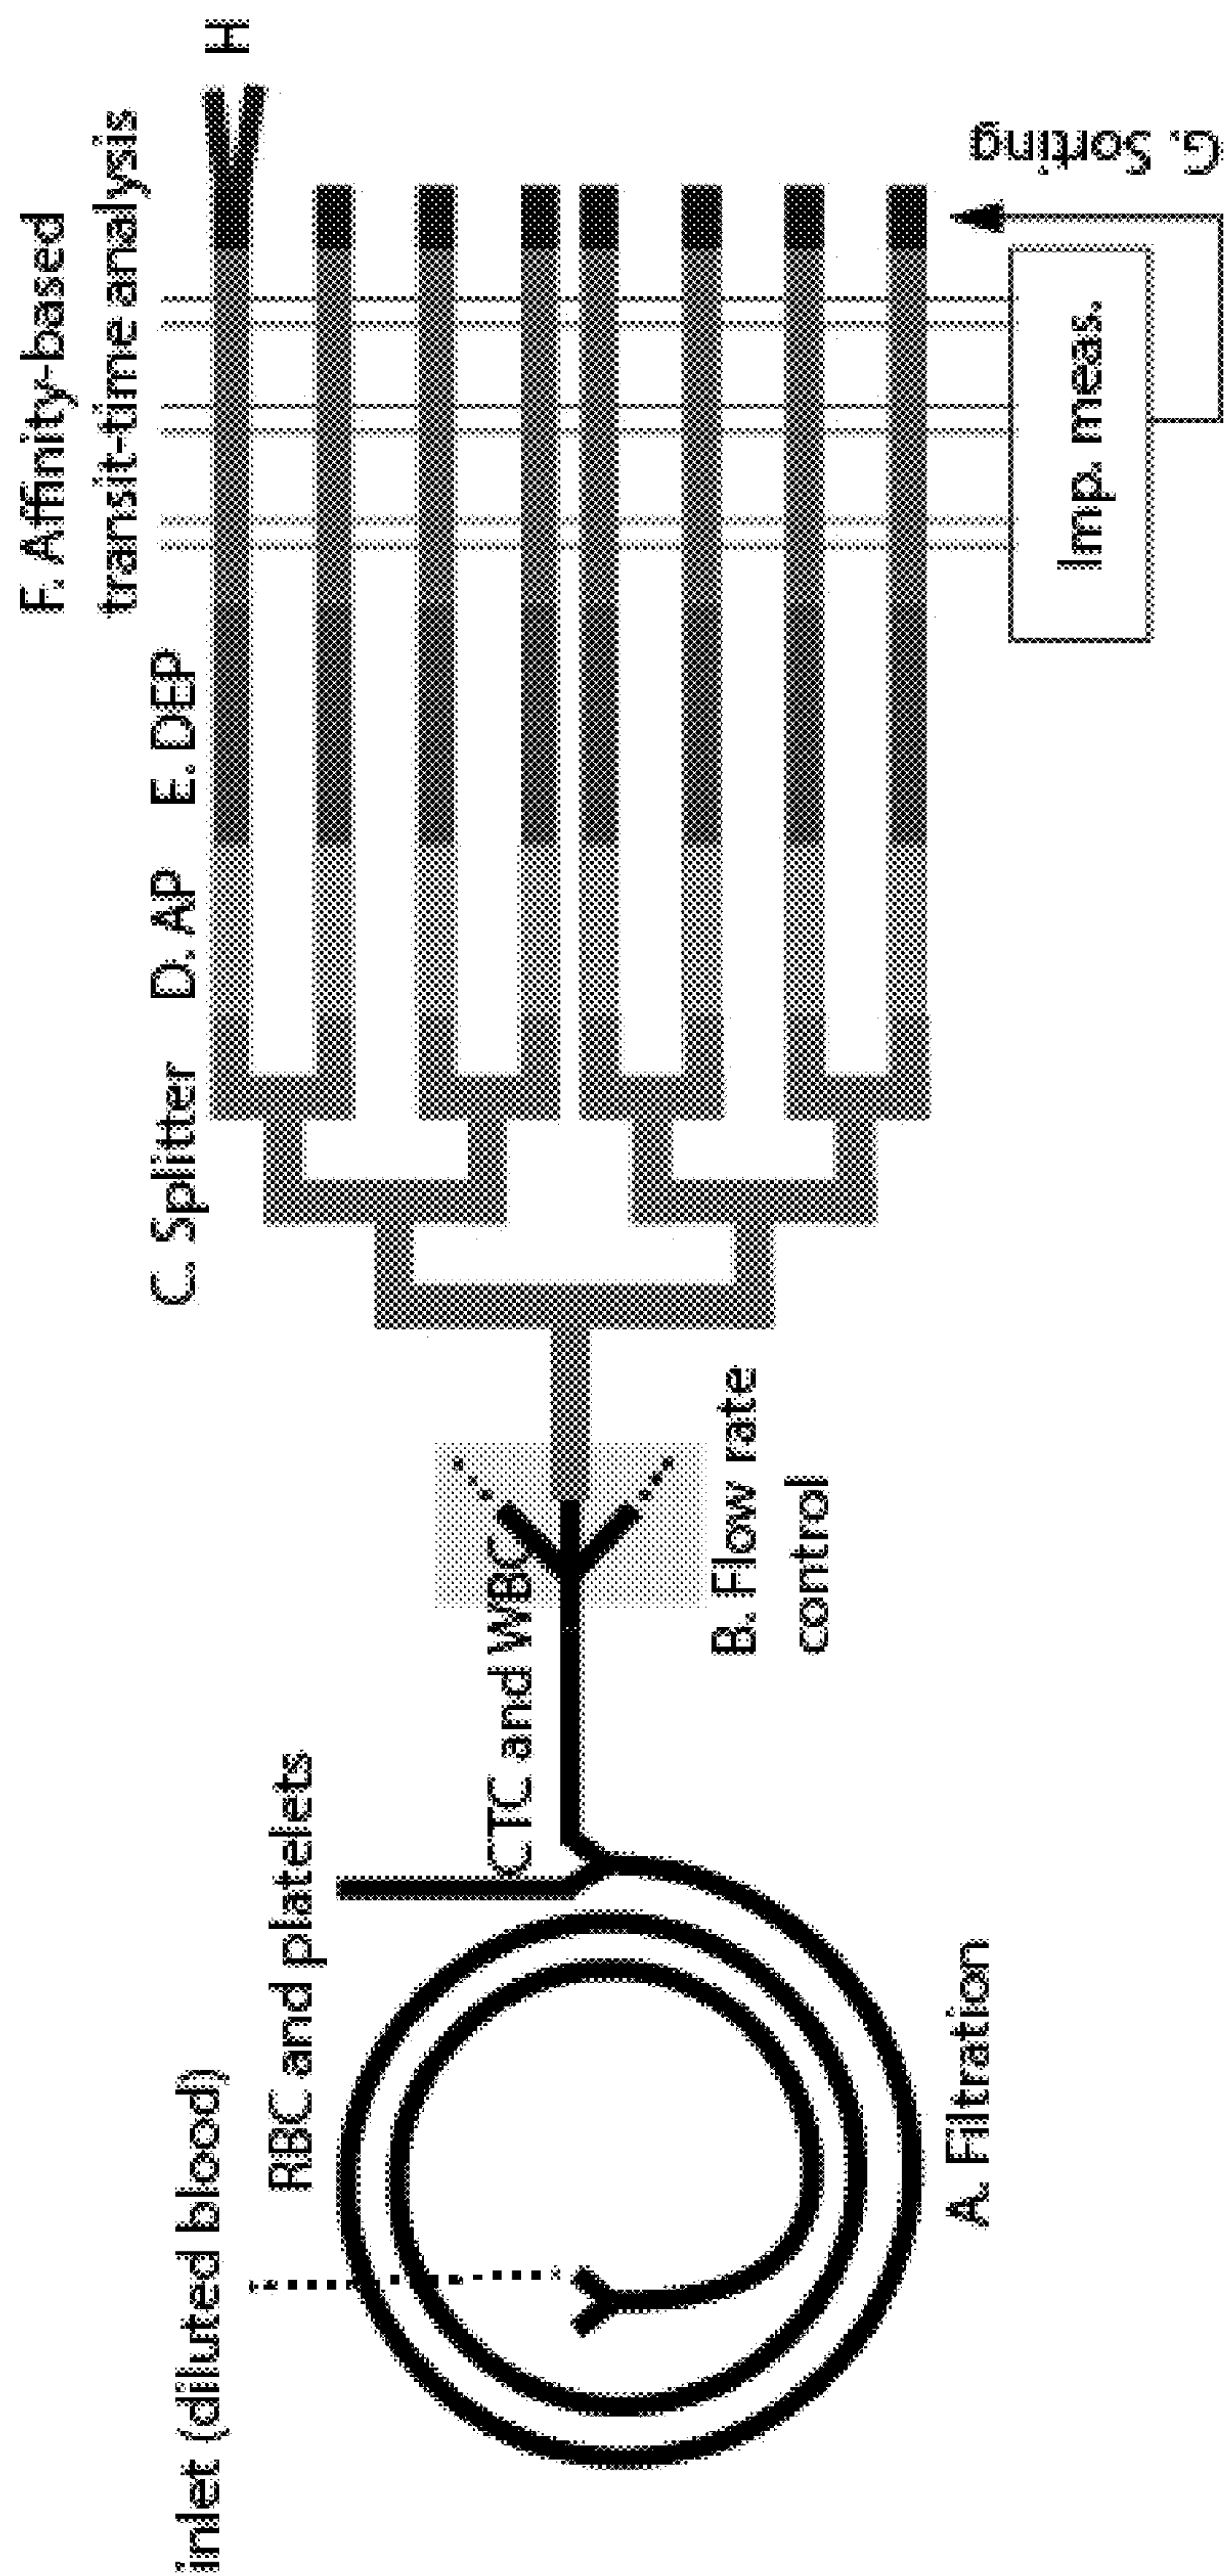 inlet (diluted blood)
RBC and platelets
CTC and WBC
A. Filtration
B. Flow rate
control
C. Splitter
D. AP
E. DEP
F. Affinity-based
transit-time analysis
H
Imp. meas.
G. Sorting